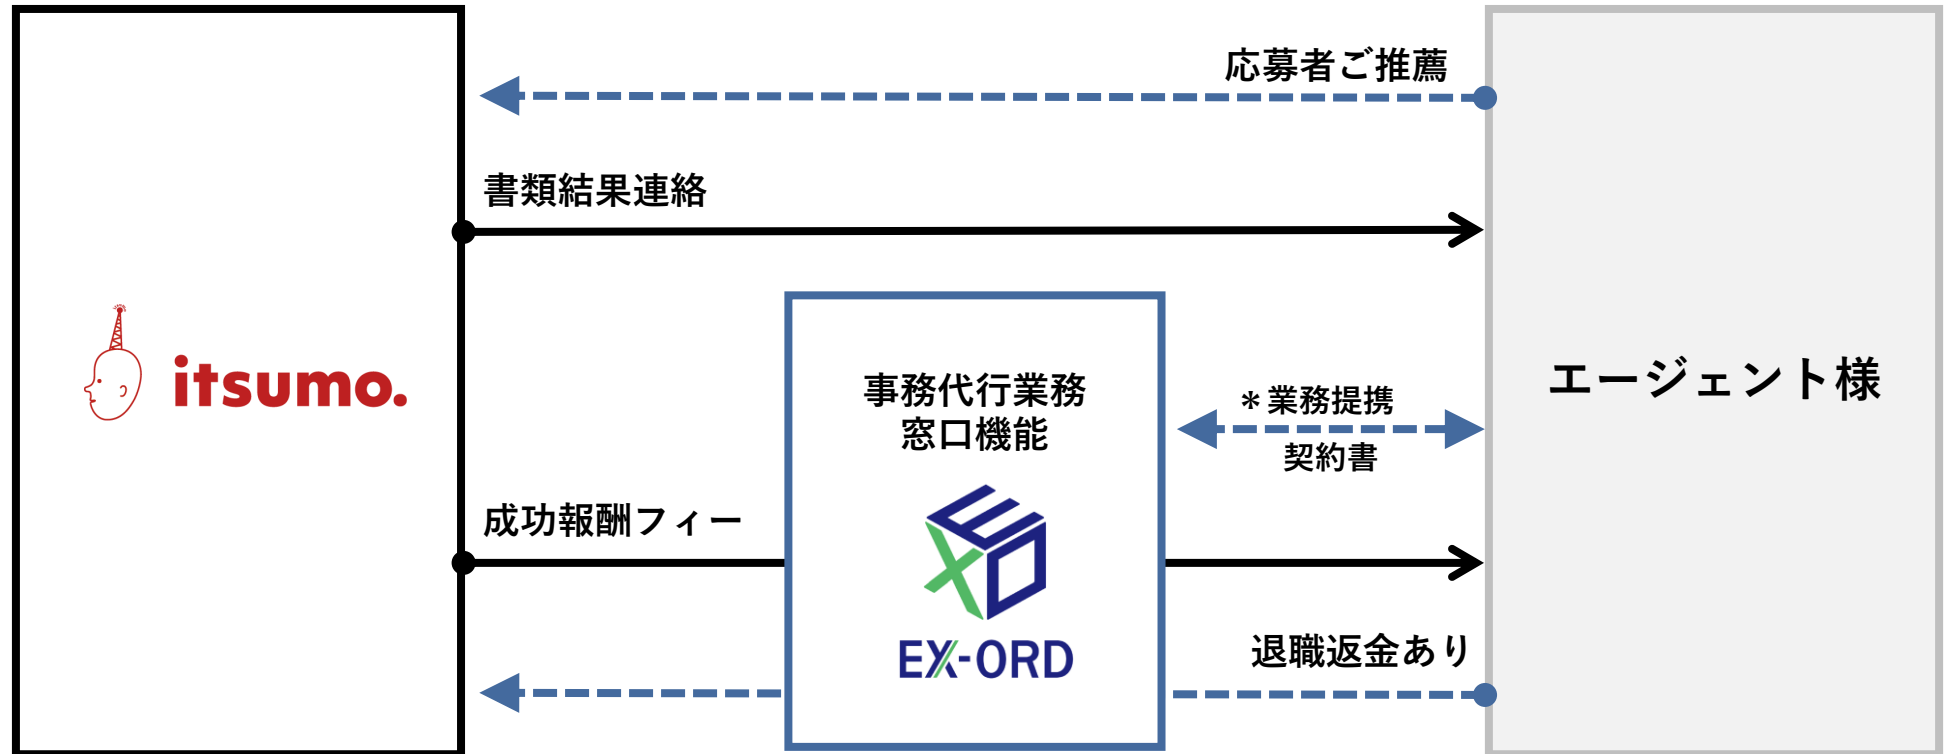 応募者ご推薦
書類結果連絡
itsumo.
事務代行業務
窓口機能
*業務提携
契約書
エージェント様
成功報酬フィー
EX-ORD
退職返金あり